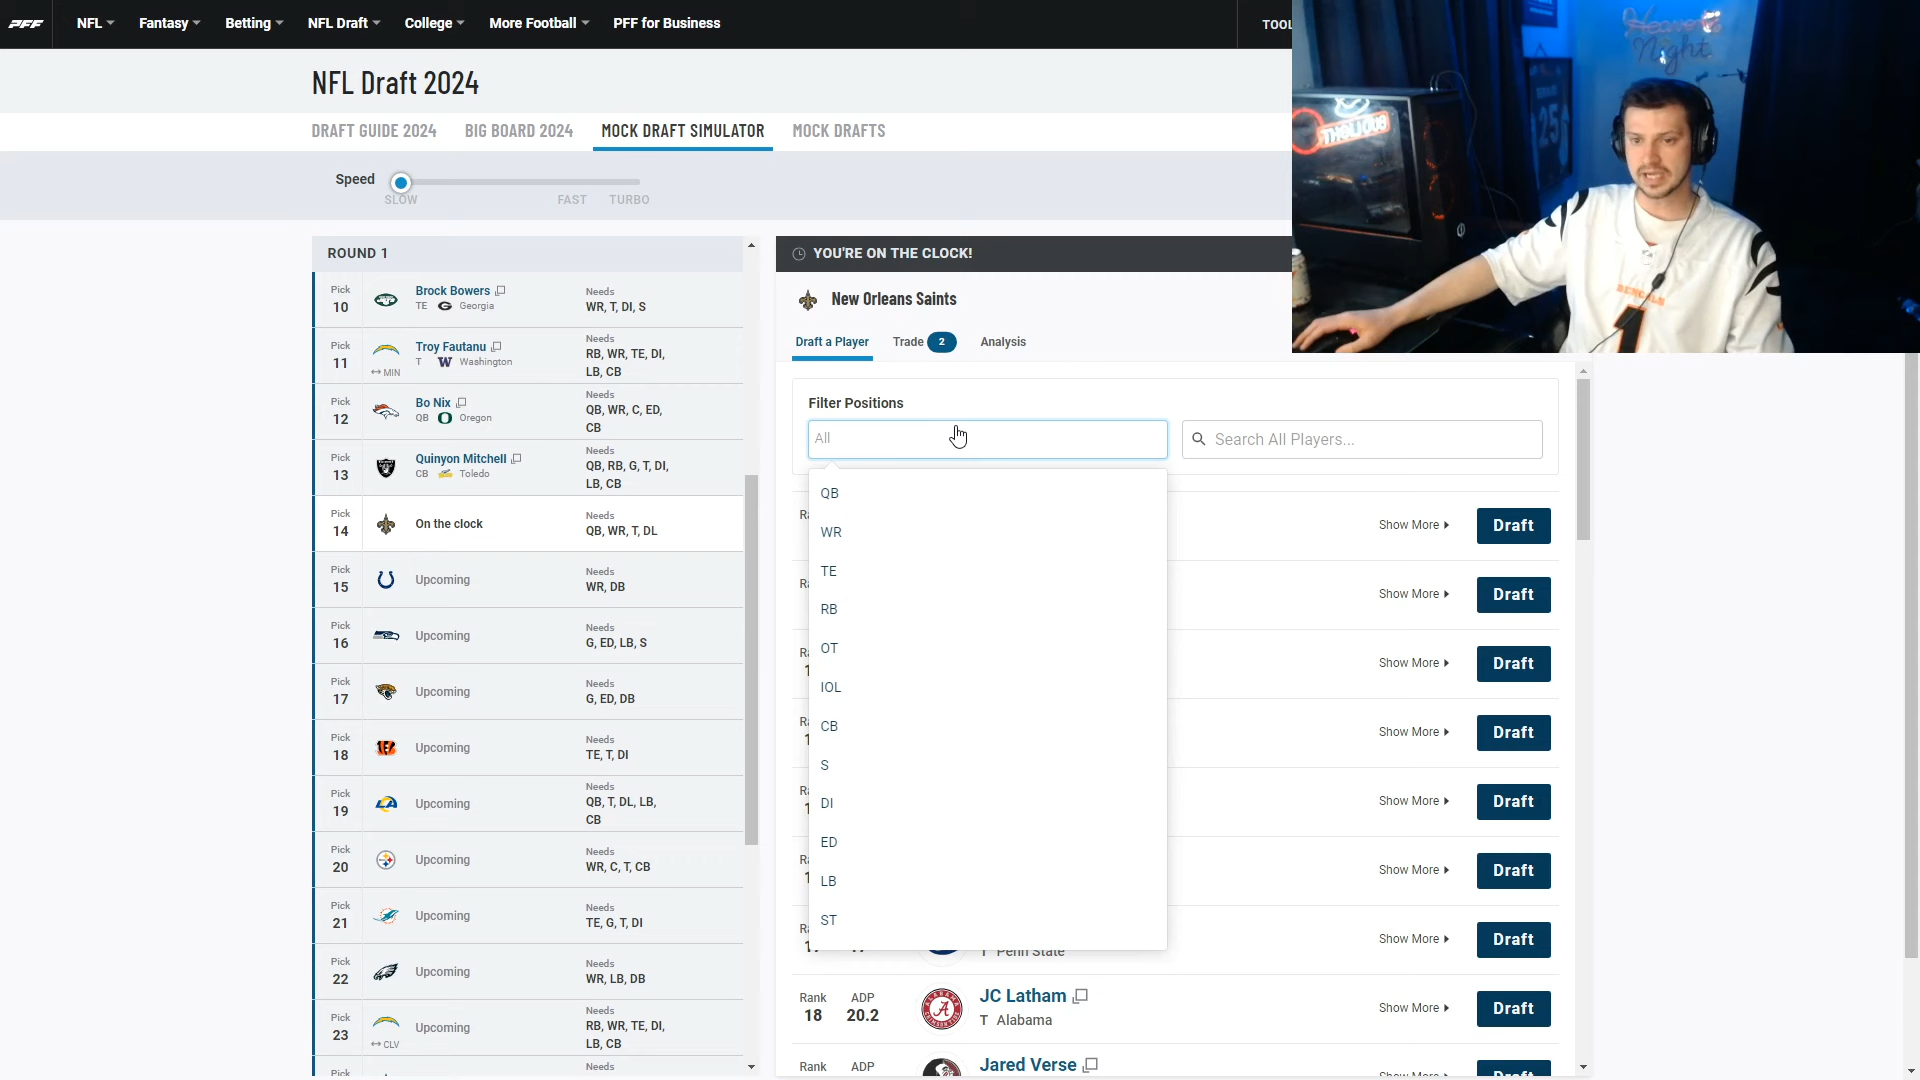 PFF
NFL
Fantasy
Betting
NFL Draft
College
More Football
PFF for Business
NFL Draft 2024
DRAFT GUIDE 2024
BIG BOARD 2024
MOCK DRAFT SIMULATOR
MOCK DRAFTS
Speed
SLOW
FAST
TURBO
ROUND 1
Pick
10
Brock Bowers
TE G Georgia
Needs
WR, T, DI, S
Pick
11
MIN
Troy Fautanu
T W Washington
Needs
RB, WR, TE, DI,
LB, CB
Pick
12
Bo Nix
QB O Oregon
Needs
QB, WR, C, ED,
CB
Pick
13
Quinyon Mitchell
CB Toledo
Needs
QB, RB, G, T, DI,
LB, CB
Pick
14
On the clock
Needs
QB, WR, T, DL
Pick
15
Upcoming
Needs
WR, DB
Pick
16
Upcoming
Needs
G, ED, LB, S
Pick
17
Upcoming
Needs
G, ED, DB
Pick
18
Upcoming
Needs
TE, T, DI
Pick
19
Upcoming
Needs
QB, T, DL, LB,
CB
Pick
20
Upcoming
Needs
WR, C, T, CB
Pick
21
Upcoming
Needs
TE, G, T, DI
Pick
22
Upcoming
Needs
WR, LB, DB
Pick
23
CLV
Upcoming
Needs
RB, WR, TE, DI,
LB, CB
Pick
Needs
YOU'RE ON THE CLOCK!
New Orleans Saints
Draft a Player
Trade 2
Analysis
Filter Positions
All
Search All Players...
QB
WR
TE
RB
OT
IOL
CB
S
DI
ED
LB
ST
Show More Draft
Show More Draft
Show More Draft
Show More Draft
Show More Draft
Show More Draft
Show More Draft
T Penn State
Rank
18
ADP
20.2
JC Latham
T Alabama
Show More Draft
Rank
ADP
Jared Verse
Heavens
Night
BENGALS
1